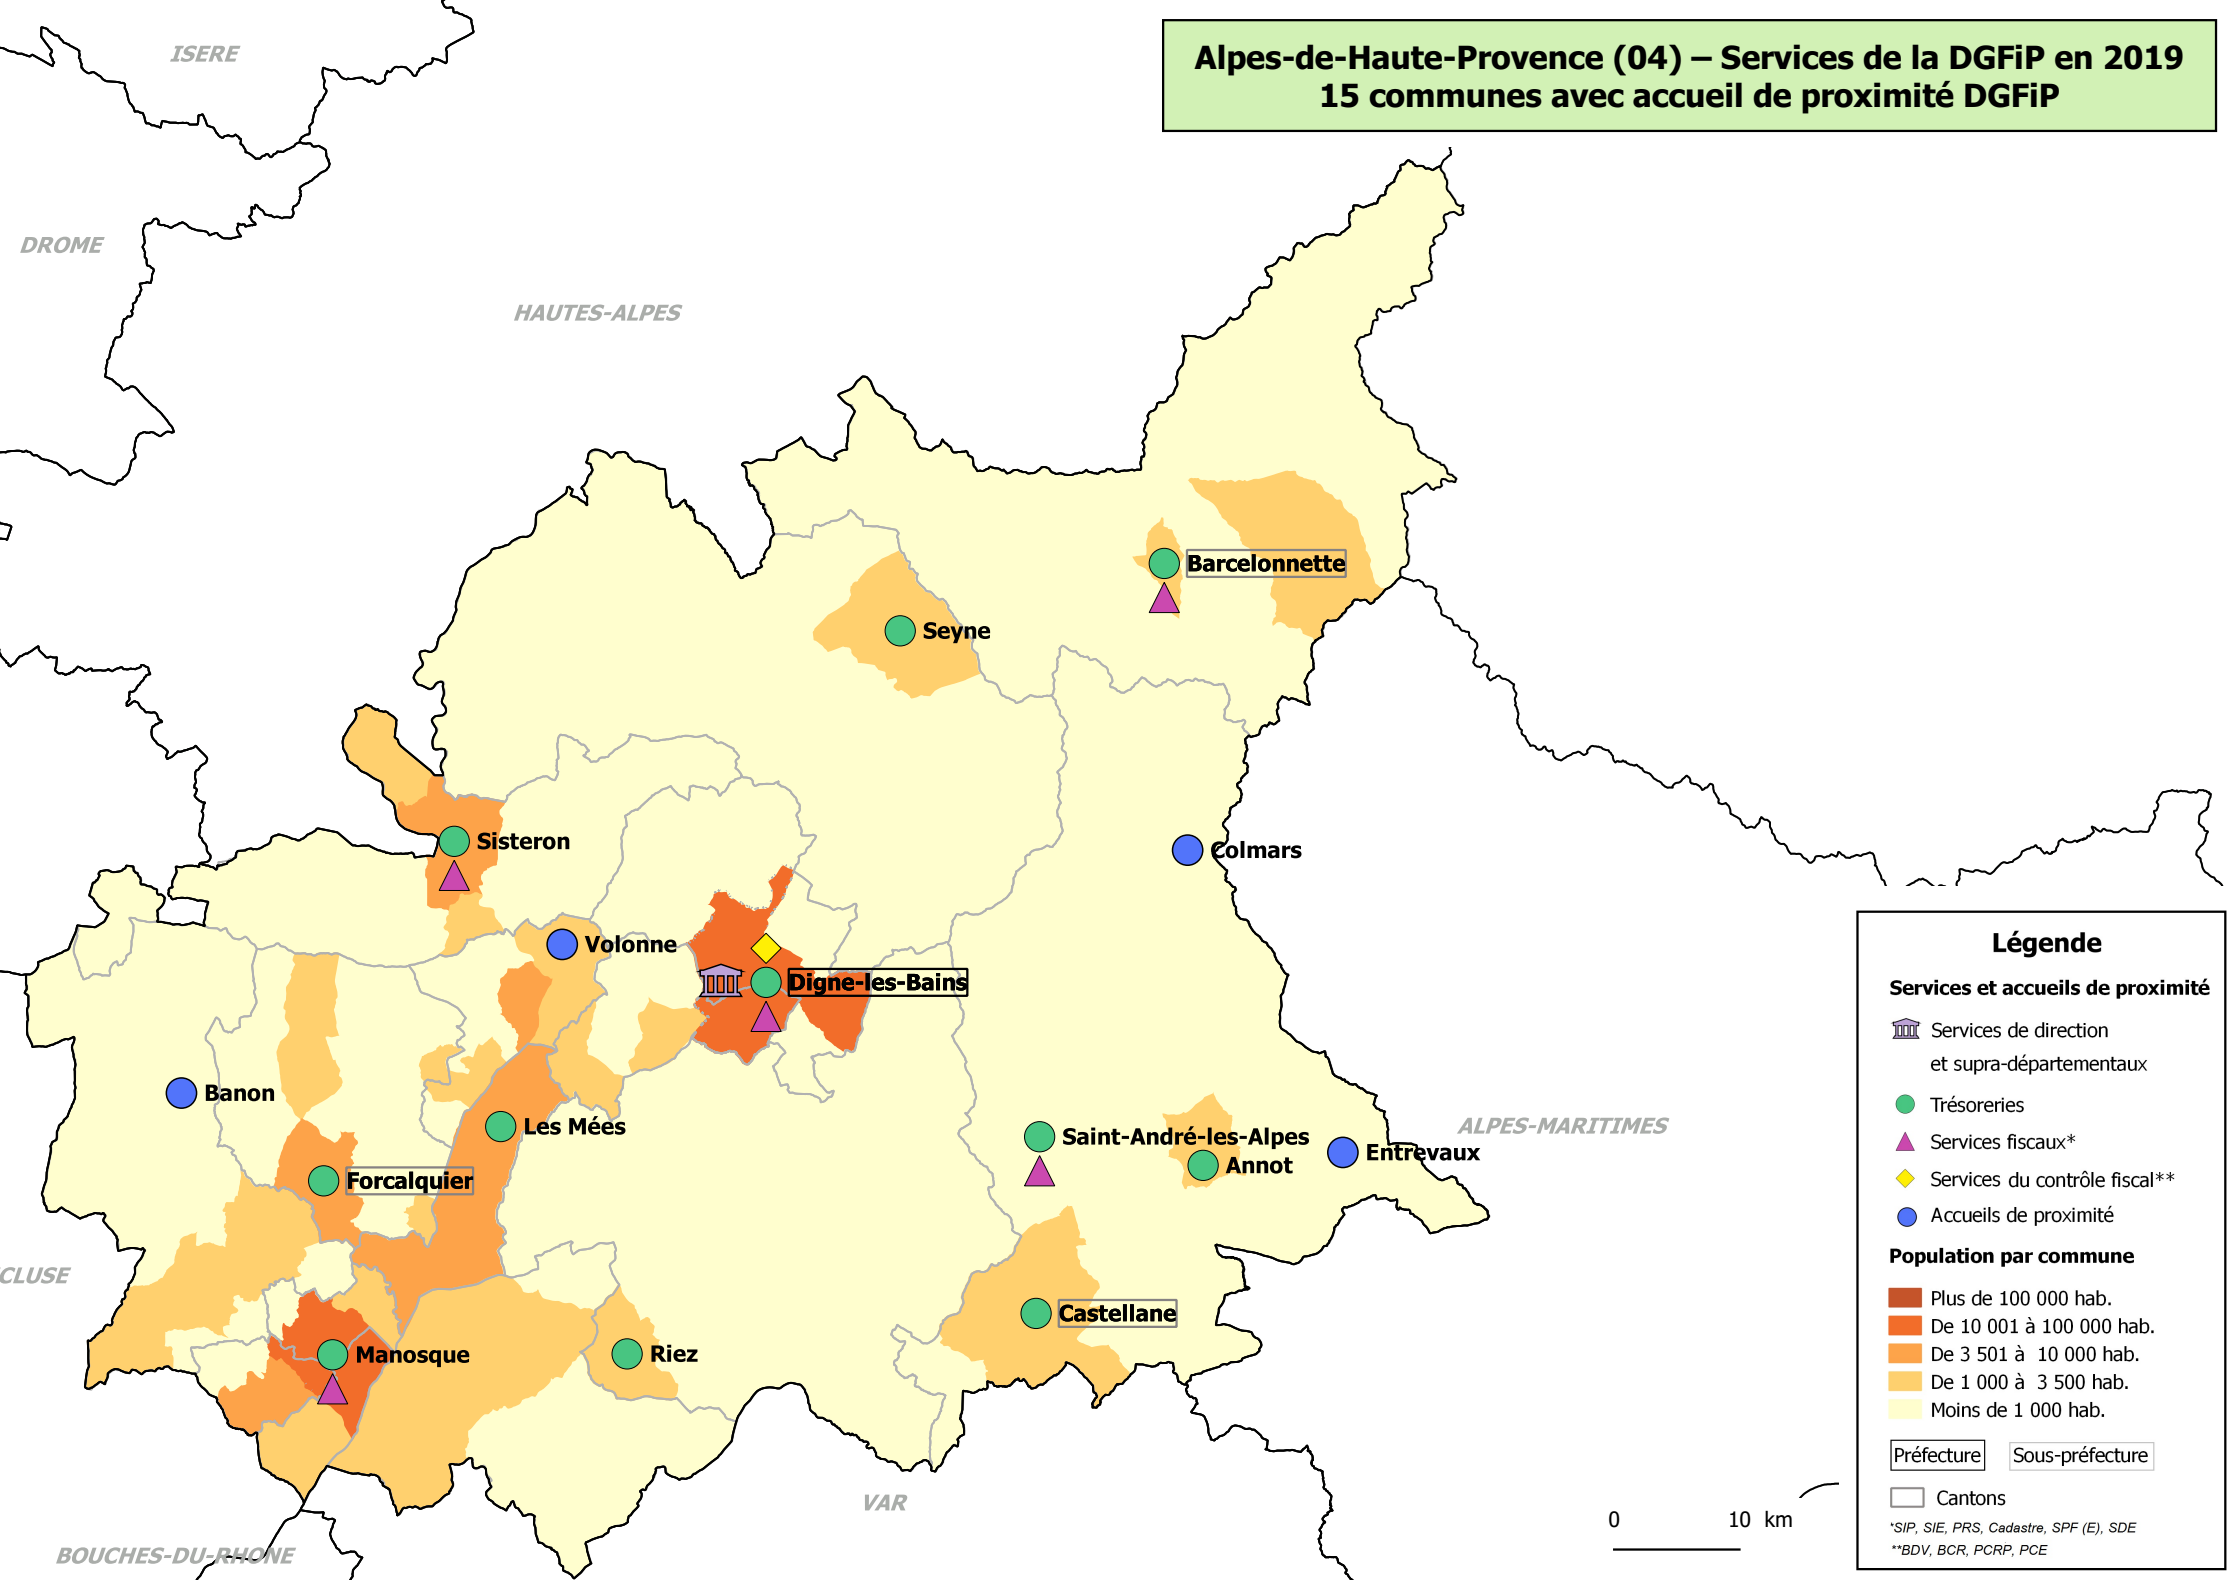 ISERE
Alpes-de-Haute-Provence (04) – Services de la DGFiP en 2019
15 communes avec accueil de proximité DGFiP
DROME
HAUTES-ALPES
Barcelonnette
Seyne
Sisteron
Colmars
Volonne
Digne-les-Bains
Banon
Les Mées
Saint-André-les-Alpes
Annot
Entrevaux
ALPES-MARITIMES
Forcalquier
CLUSE
Castellane
Manosque
Riez
VAR
BOUCHES-DU-RHONE
0 10 km
Légende
Services et accueils de proximité
Services de direction
et supra-départementaux
Trésoreries
Services fiscaux*
Services du contrôle fiscal**
Accueils de proximité
Population par commune
Plus de 100 000 hab.
De 10 001 à 100 000 hab.
De 3 501 à 10 000 hab.
De 1 000 à 3 500 hab.
Moins de 1 000 hab.
Préfecture Sous-préfecture
Cantons
*SIP, SIE, PRS, Cadastre, SPF (E), SDE
**BDV, BCR, PCRP, PCE